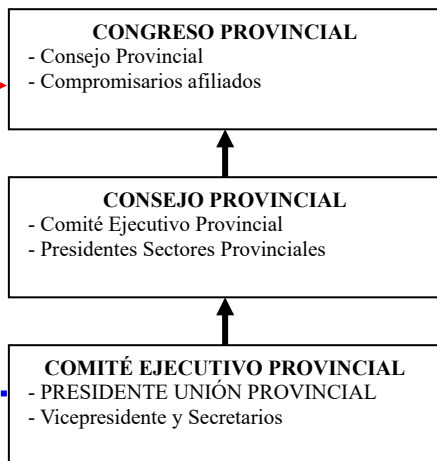 CONGRESO PROVINCIAL
- Consejo Provincial
- Compromisarios afiliados
CONSEJO PROVINCIAL
- Comité Ejecutivo Provincial
- Presidentes Sectores Provinciales
COMITÉ EJECUTIVO PROVINCIAL
- PRESIDENTE UNIÓN PROVINCIAL
- Vicepresidente y Secretarios